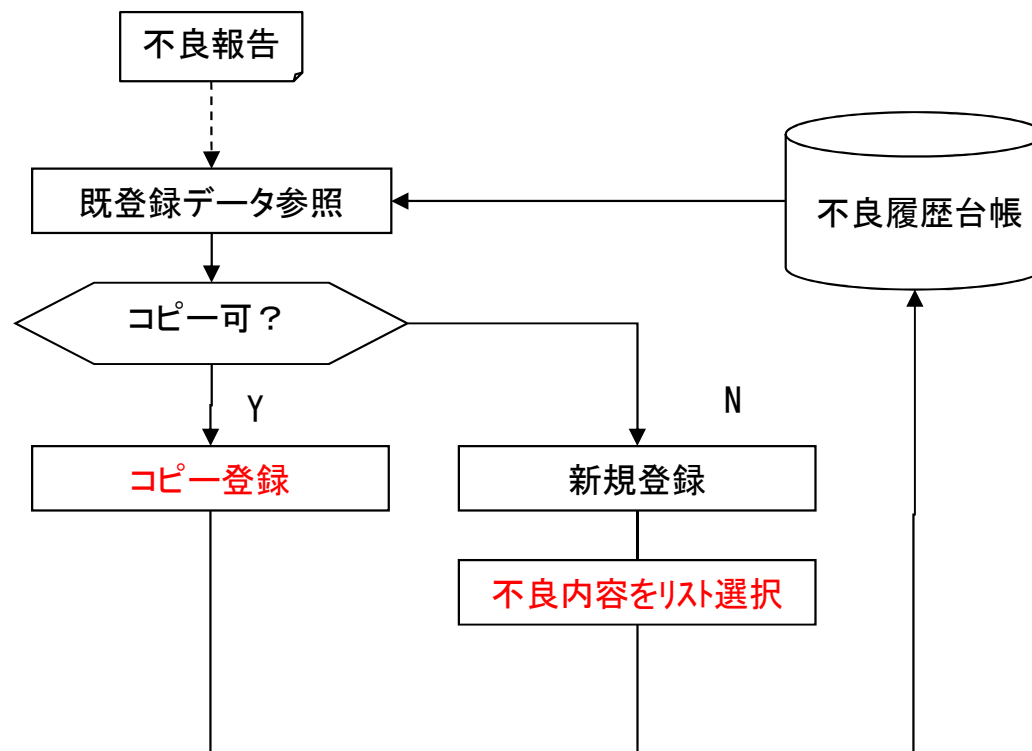 不良報告
既登録データ参照
不良履歴台帳
コピー可？
Y
N
コピー登録
新規登録
不良内容をリスト選択